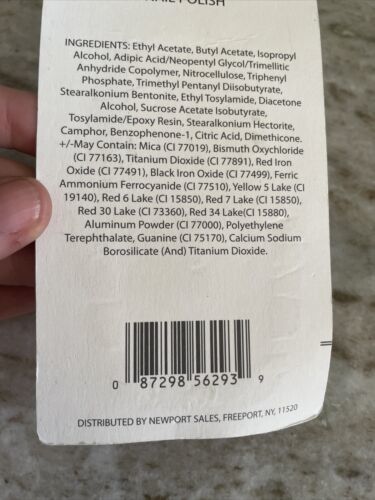 NAIL POLISH
INGREDIENTS: Ethyl Acetate, Butyl Acetate, Isopropyl
Alcohol, Adipic Acid/Neopentyl Glycol/Trimellitic
Anhydride Copolymer, Nitrocellulose, Triphenyl
Phosphate, Trimethyl Pentanyl Diisobutyrate,
Stearalkonium Bentonite, Ethyl Tosylamide, Diacetone
Alcohol, Sucrose Acetate Isobutyrate,
Tosylamide/Epoxy Resin, Stearalkonium Hectorite,
Camphor, Benzophenone-1, Citric Acid, Dimethicone.
+/-May Contain: Mica (CI 77019), Bismuth Oxychloride
(CI 77163), Titanium Dioxide (CI 77891), Red Iron
Oxide (CI 77491), Black Iron Oxide (CI 77499), Ferric
Ammonium Ferrocyanide (CI 77510), Yellow 5 Lake (CI
19140), Red 6 Lake (CI 15850), Red 7 Lake (CI 15850),
Red 30 Lake (CI 73360), Red 34 Lake(CI 15880),
Aluminum Powder (CI 77000), Polyethylene
Terephthalate, Guanine (CI 75170), Calcium Sodium
Borosilicate (And) Titanium Dioxide.
0 87298 56293 9
DISTRIBUTED BY NEWPORT SALES, FREEPORT, NY, 11520